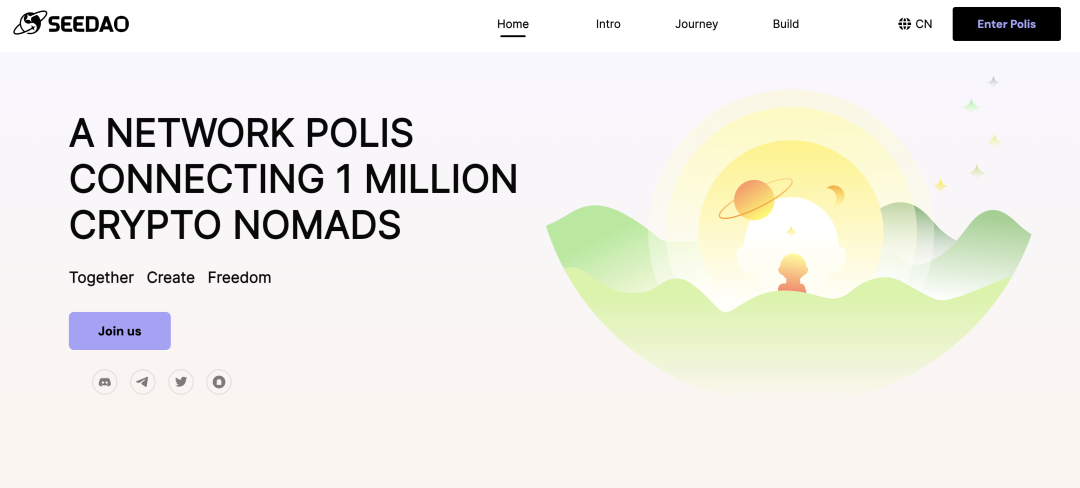 SEEDAO
Home
Intro
Journey
Build
CN
Enter Polis
A NETWORK POLIS
CONNECTING 1 MILLION
CRYPTO NOMADS
Together Create Freedom
Join us